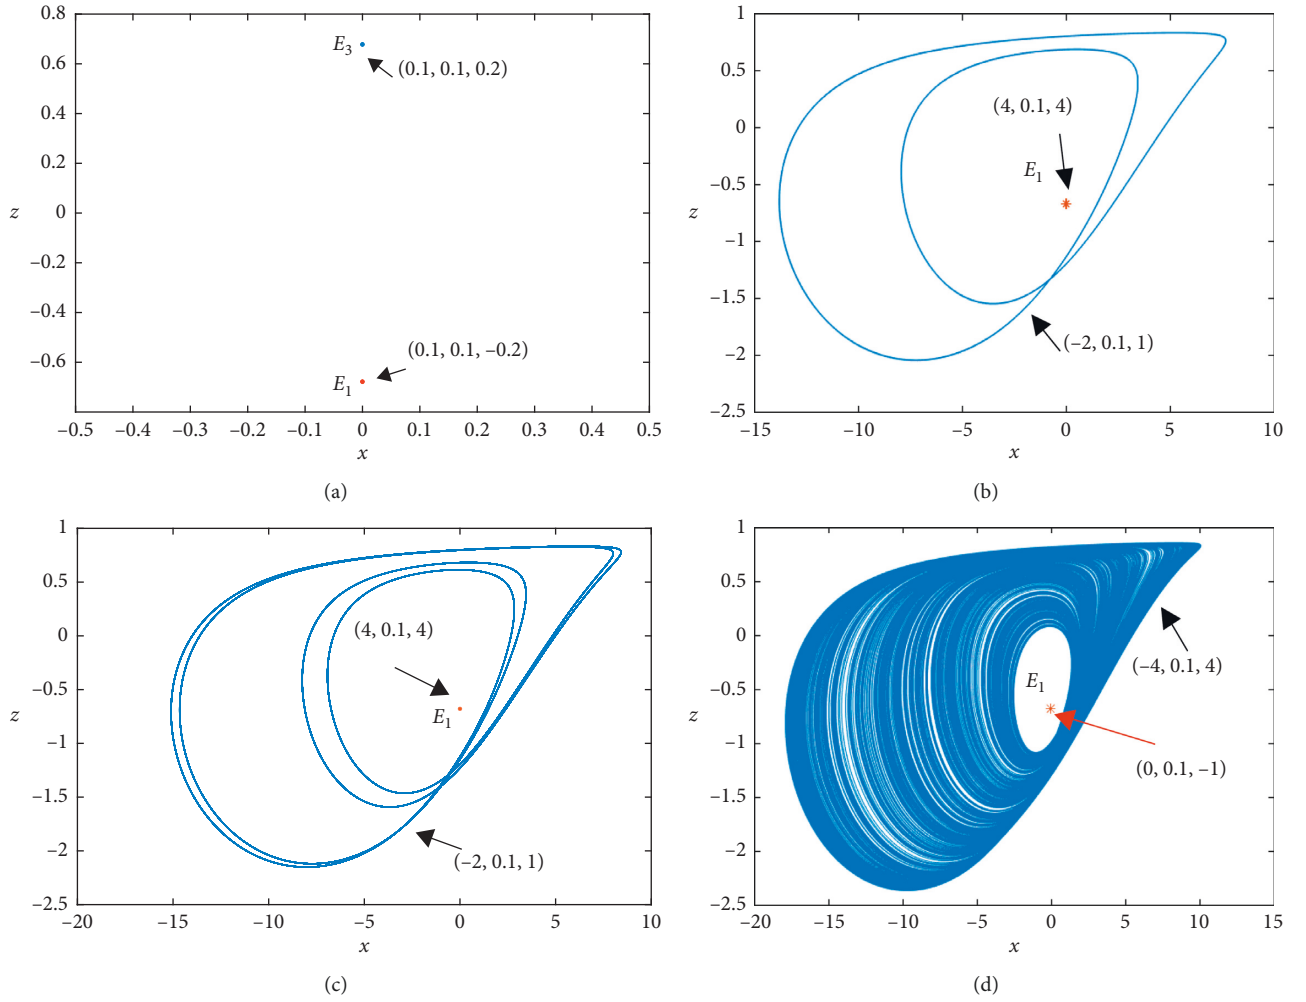 0.8
0.6
0.4
0.2
0
–0.2
–0.4
–0.6
z
E3
(0.1, 0.1, 0.2)
(0.1, 0.1, –0.2)
E1
–0.5 –0.4 –0.3 0.2 –0.1 0 0.1 0.2 0.3 0.4 0.5
x
(a)
1
0.5
0
–0.5
–1
–1.5
–2
–2.5
z
(4, 0.1, 4)
E1
(–2, 0.1, 1)
–15 –10 –5 0 5 10
x
(b)
1
0.5
0
–0.5
–1
–1.5
–2
–2.5
z
(4, 0.1, 4)
E1
(–2, 0.1, 1)
–20 –15 –10 –5 0 5 10
x
(c)
1
0.5
0
–0.5
–1
–1.5
–2
–2.5
z
E1
(–4, 0.1, 4)
(0, 0.1, –1)
–20 –15 –10 –5 0 5 10 15
x
(d)